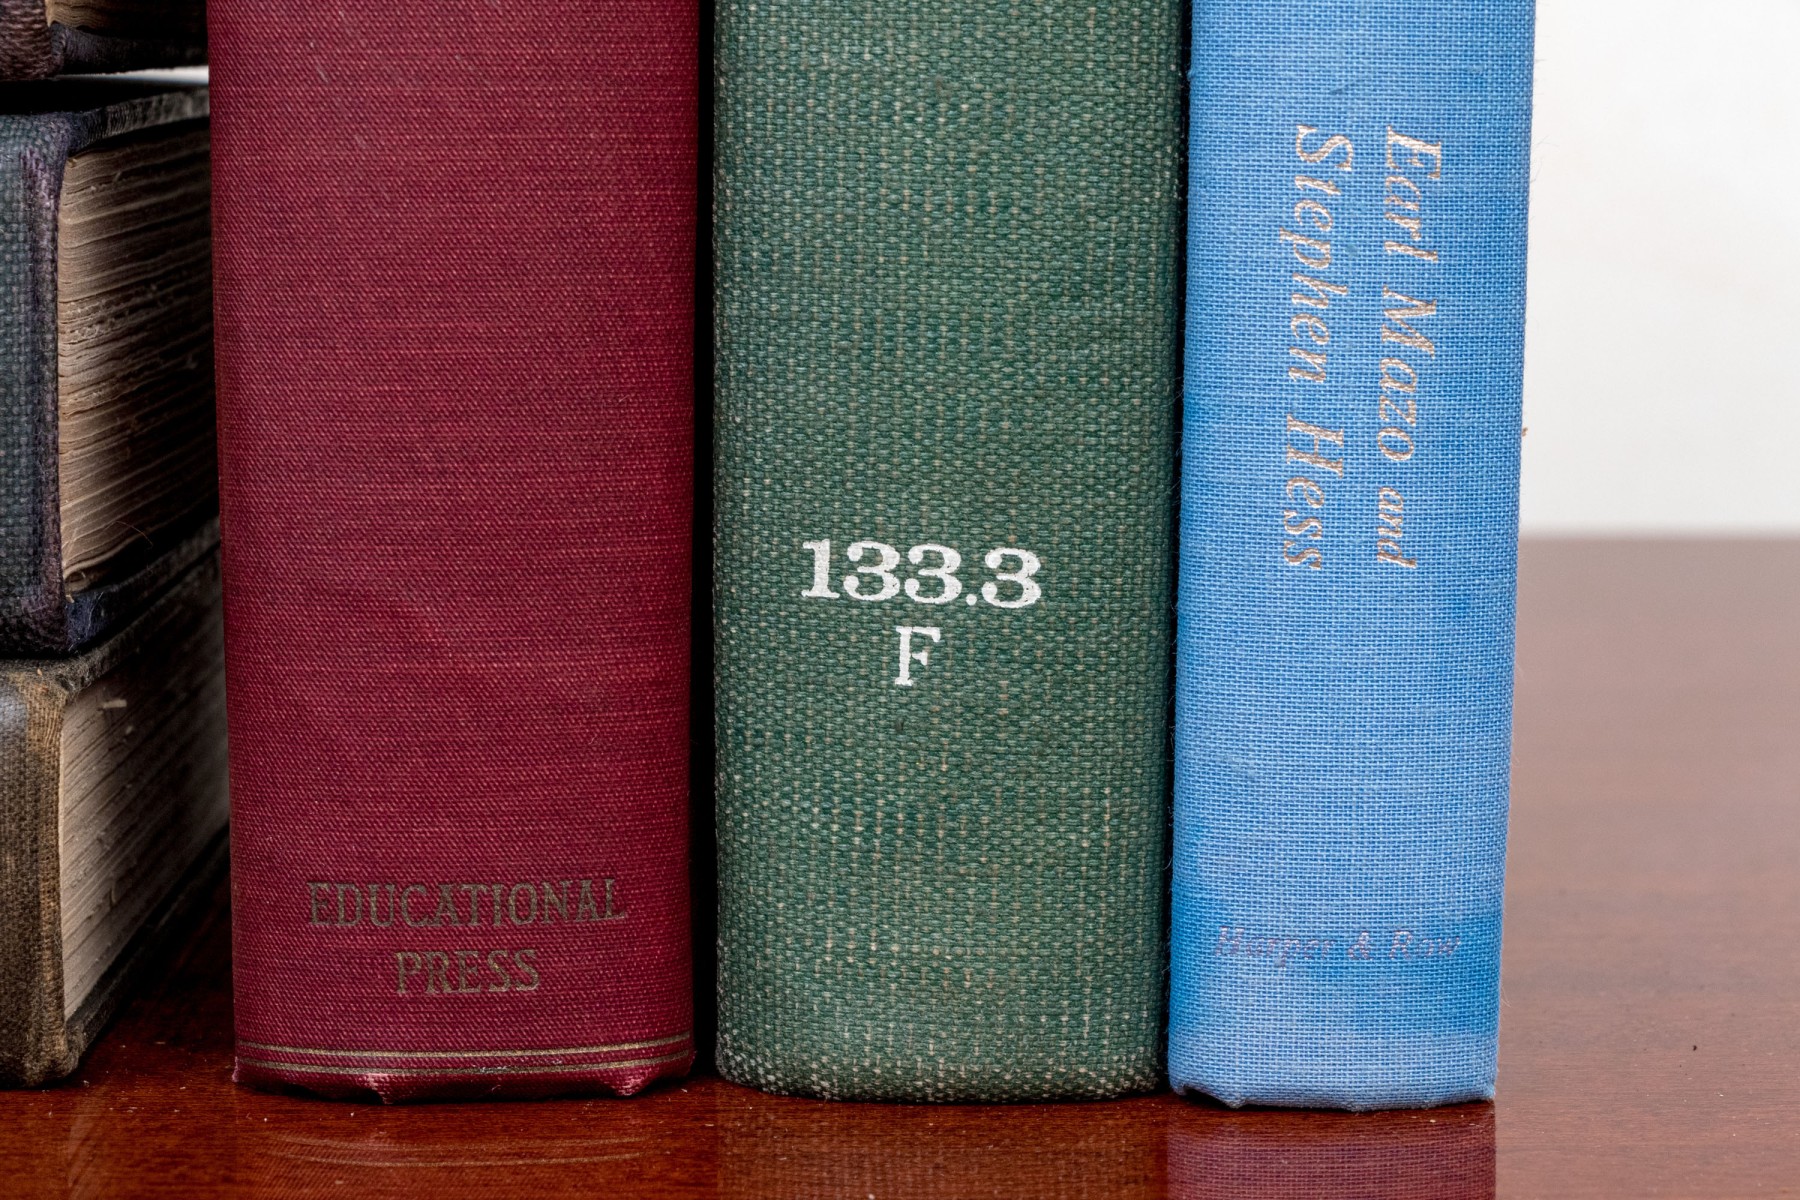 EDUCATIONAL
PRESS
133.3
F
Earl Mazo and
Stephen Hess
Harper & Row